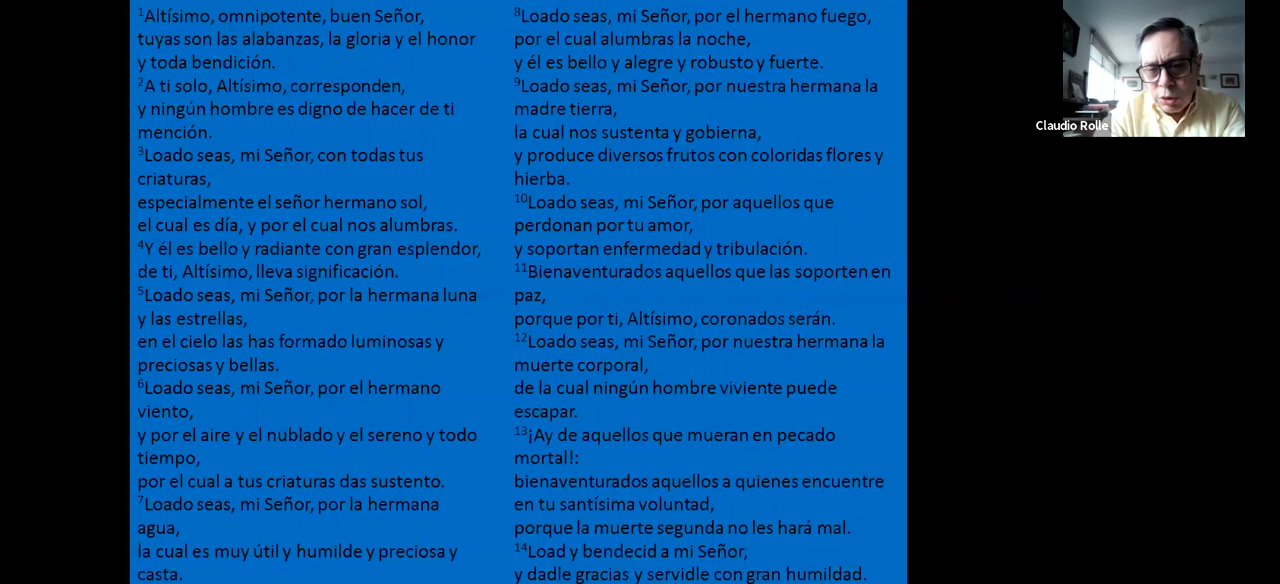 ¹Altísimo, omnipotente, buen Señor,
tuyas son las alabanzas, la gloria y el honor
y toda bendición.
²A ti solo, Altísimo, corresponden,
y ningún hombre es digno de hacer de ti
mención.
³Loado seas, mi Señor, con todas tus
criaturas,
especialmente el señor hermano sol,
el cual es día, y por el cual nos alumbras.
⁴Y él es bello y radiante con gran esplendor,
de ti, Altísimo, lleva significación.
⁵Loado seas, mi Señor, por la hermana luna
y las estrellas,
en el cielo las has formado luminosas y
preciosas y bellas.
⁶Loado seas, mi Señor, por el hermano
viento,
y por el aire y el nublado y el sereno y todo
tiempo,
por el cual a tus criaturas das sustento.
⁷Loado seas, mi Señor, por la hermana
agua,
la cual es muy útil y humilde y preciosa y
casta.
⁸Loado seas, mi Señor, por el hermano fuego,
por el cual alumbras la noche,
y él es bello y alegre y robusto y fuerte.
⁹Loado seas, mi Señor, por nuestra hermana la
madre tierra,
la cual nos sustenta y gobierna,
y produce diversos frutos con coloridas flores y
hierba.
¹⁰Loado seas, mi Señor, por aquellos que
perdonan por tu amor,
y soportan enfermedad y tribulación.
¹¹Bienaventurados aquellos que las soporten en
paz,
porque por ti, Altísimo, coronados serán.
¹²Loado seas, mi Señor, por nuestra hermana la
muerte corporal,
de la cual ningún hombre viviente puede
escapar.
¹³¡Ay de aquellos que mueran en pecado
mortal!:
bienaventurados aquellos a quienes encuentre
en tu santísima voluntad,
porque la muerte segunda no les hará mal.
¹⁴Load y bendecid a mi Señor,
y dadle gracias y servidle con gran humildad.
Claudio Rolle